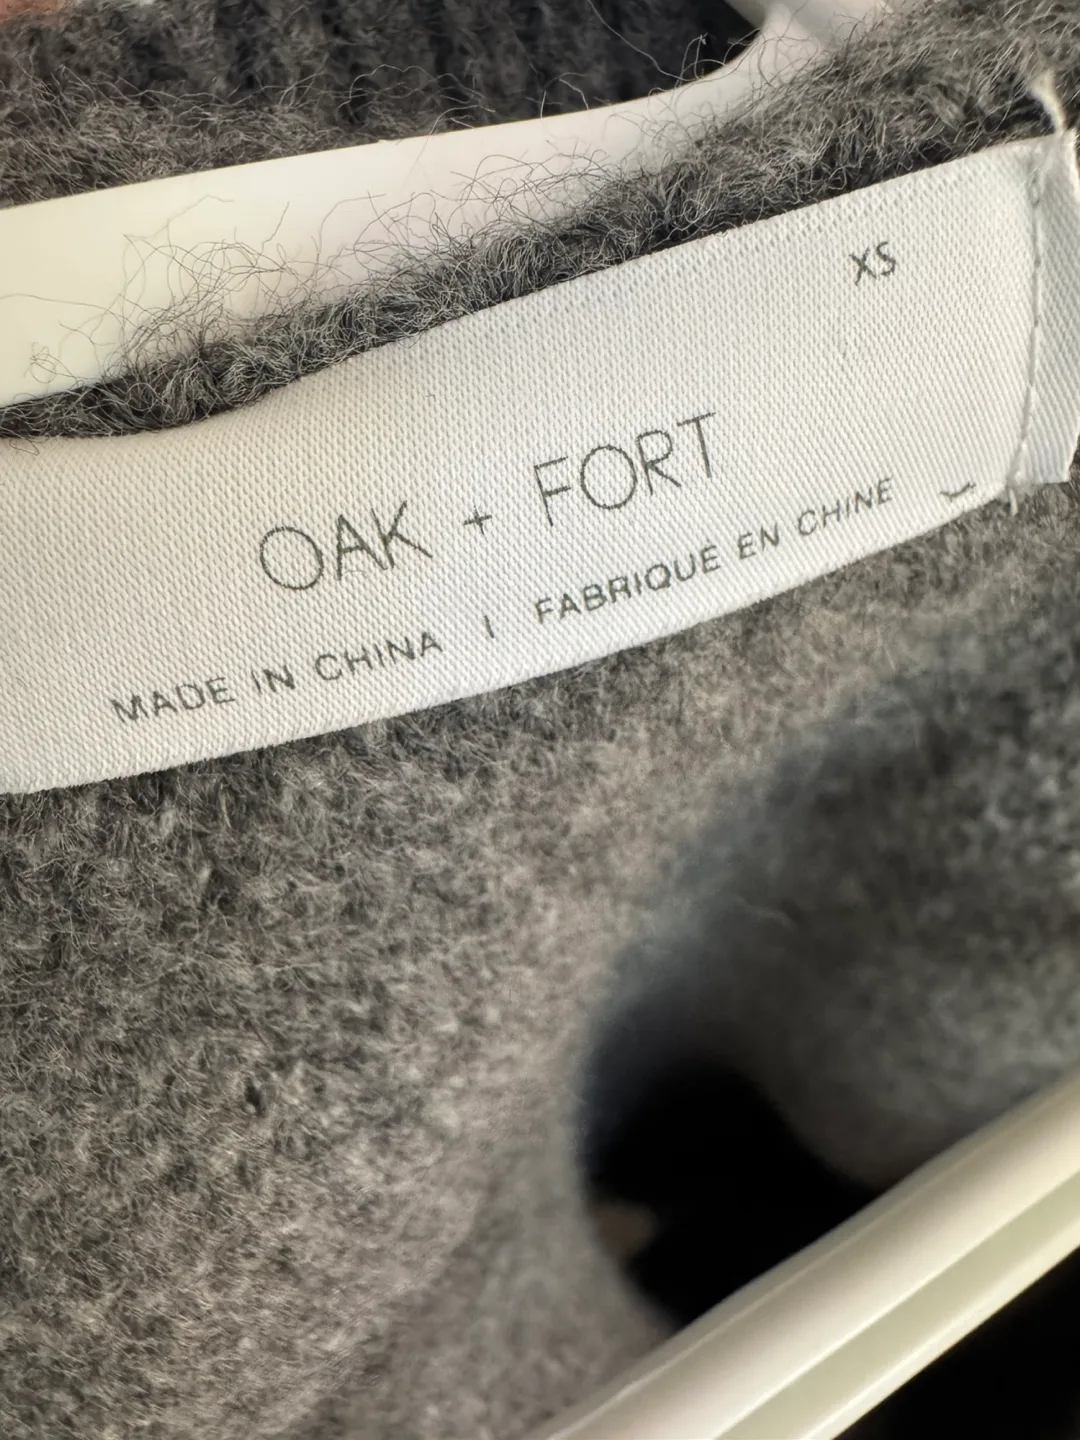 XS
OAK + FORT
MADE IN CHINA | FABRIQUE EN CHINE